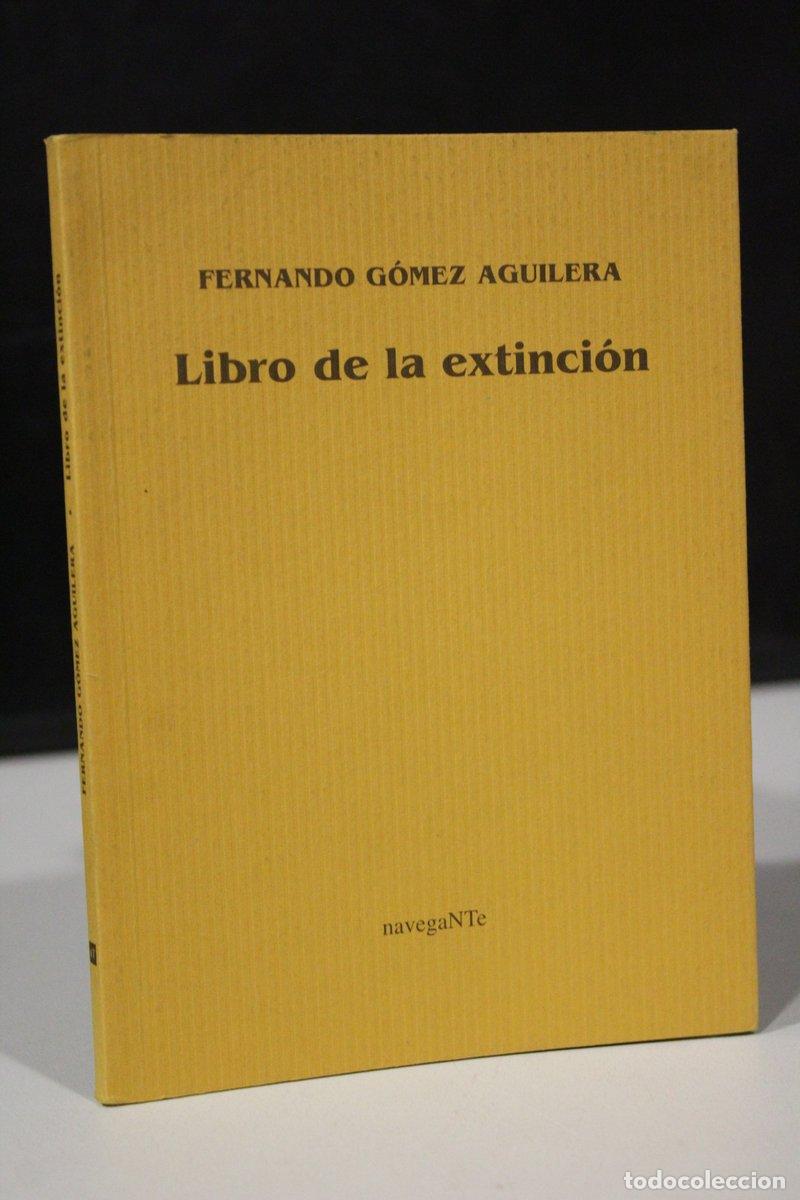 FERNANDO GÓMEZ AGUILERA
Libro de la extinción
navegaNTe
FERNANDO GÓMEZ AGUILERA • Libro de la extinción
todocoleccion